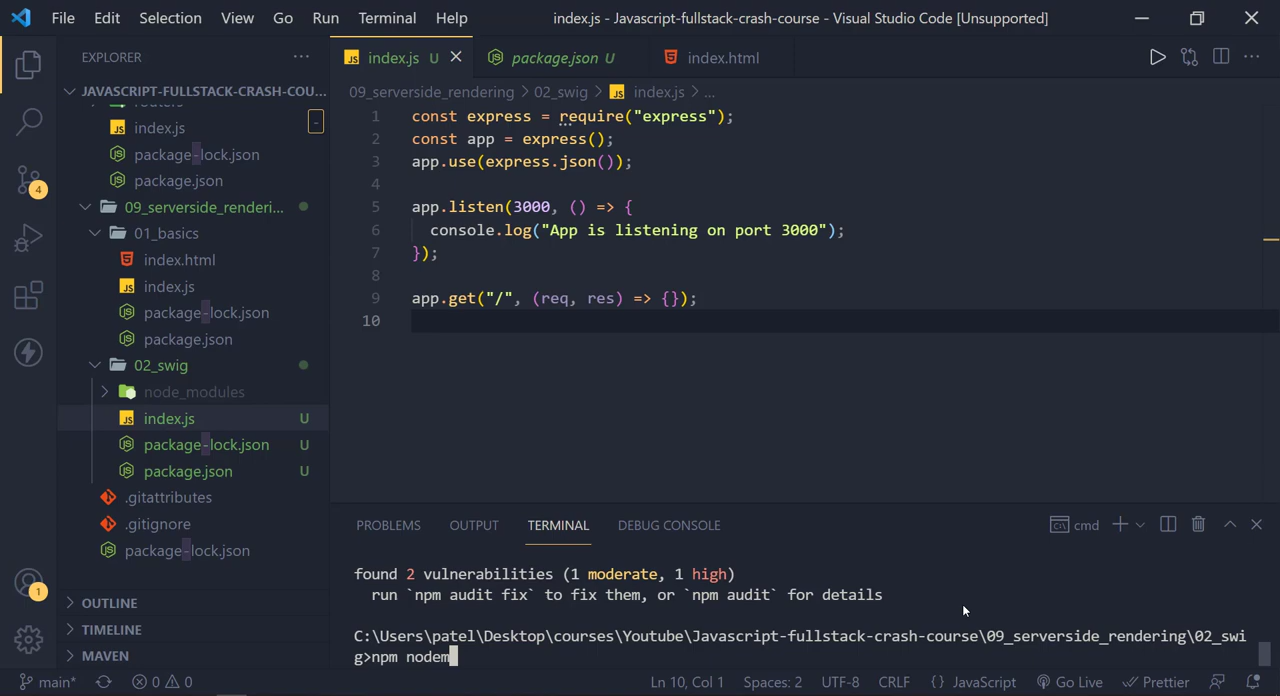 File Edit Selection View Go Run Terminal Help index.js - Javascript-fullstack-crash-course - Visual Studio Code [Unsupported]
EXPLORER
index.js U
package.json U
index.html
JAVASCRIPT-FULLSTACK-CRASH-COU...
09_serverside_rendering > 02_swig > index.js > ...
routers
index.js
package-lock.json
package.json
09_serverside_renderi...
01_basics
index.html
index.js
package-lock.json
package.json
02_swig
node_modules
index.js U
package-lock.json U
package.json U
.gitattributes
.gitignore
package-lock.json
OUTLINE
TIMELINE
MAVEN
4
1
1 const express = require("express");
2 const app = express();
3 app.use(express.json());
4
5 app.listen(3000, () => {
6 console.log("App is listening on port 3000");
7 });
8
9 app.get("/", (req, res) => {});
10
PROBLEMS OUTPUT TERMINAL DEBUG CONSOLE cmd
found 2 vulnerabilities (1 moderate, 1 high)
run `npm audit fix` to fix them, or `npm audit` for details
C:\Users\patel\Desktop\courses\Youtube\Javascript-fullstack-crash-course\09_serverside_rendering\02_swi
g>npm nodem
main* 0 0 Ln 10, Col 1 Spaces: 2 UTF-8 CRLF {} JavaScript Go Live Prettier